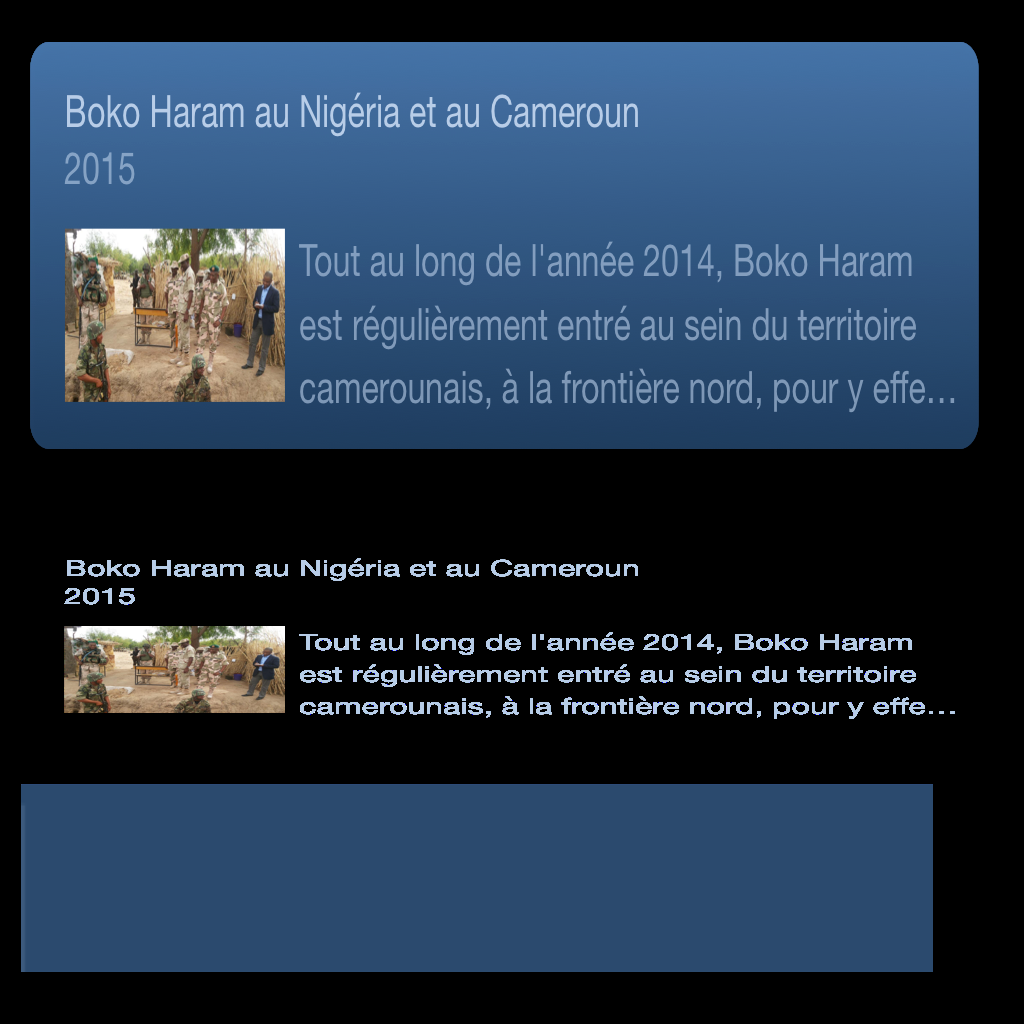 Boko Haram au Nigéria et au Cameroun
2015
Tout au long de l'année 2014, Boko Haram
est régulièrement entré au sein du territoire
camerounais, à la frontière nord, pour y effe...
Boko Haram au Nigéria et au Cameroun
2015
Tout au long de l'année 2014, Boko Haram
est régulièrement entré au sein du territoire
camerounais, à la frontière nord, pour y effe...